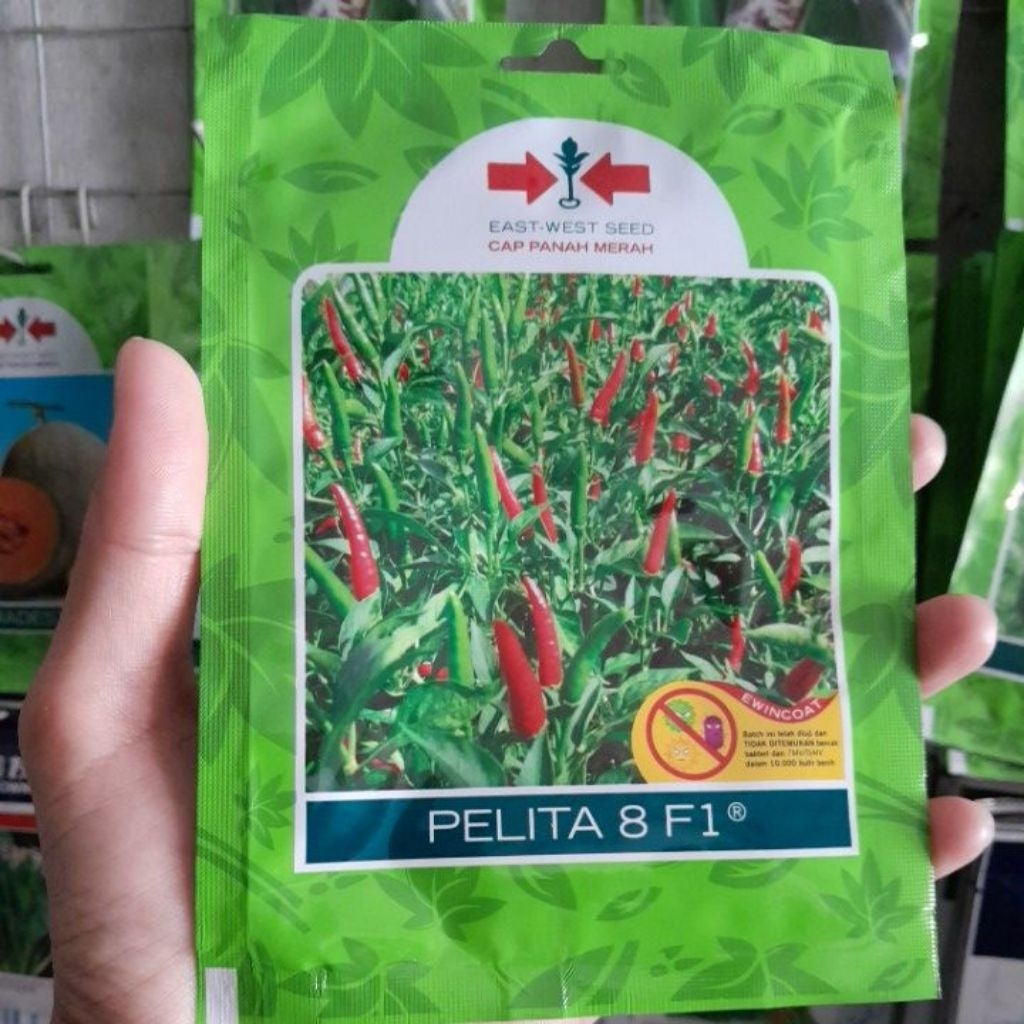 EAST-WEST SEED
CAP PANAH MERAH
EWINCOAT
Batch ini telah diuji dan
TIDAK DITEMUKAN bercak
bakteri dan
dalam 10.000 butir benih
PELITA 8 F1®